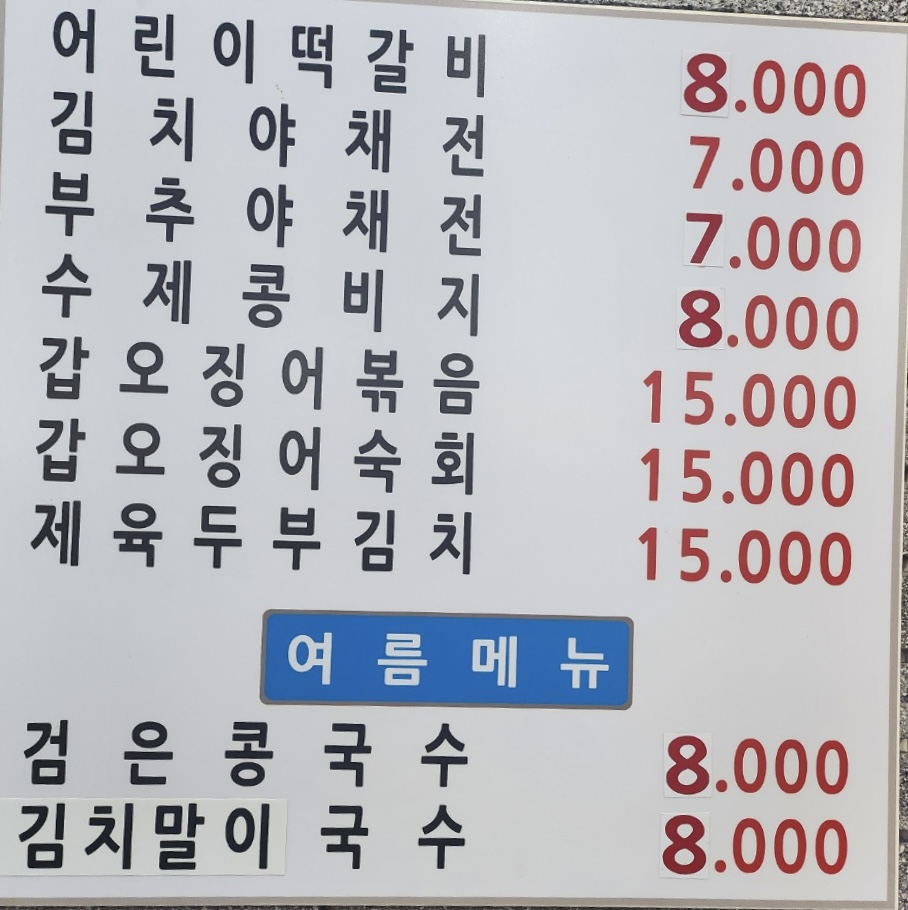 어린이떡갈비 8.000
김치야채전 7.000
부추야채전 7.000
수제콩비지 8.000
갑오징어볶음 15.000
갑오징어숙회 15.000
제육두부김치 15.000
여름메뉴
검은콩국수 8.000
김치말이국수 8.000